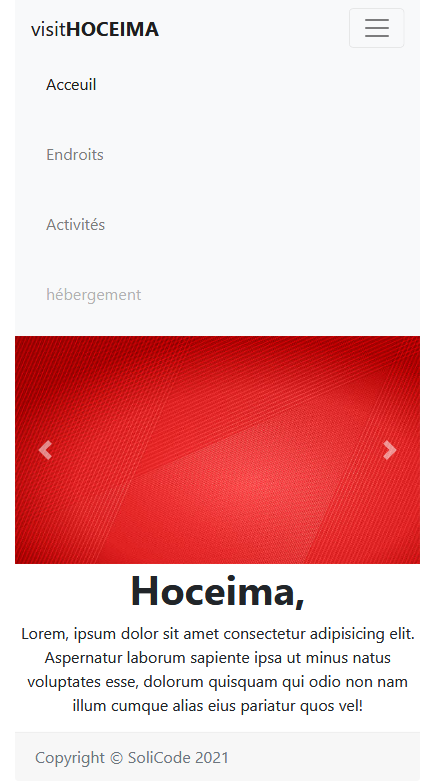 visitHOCEIMA
Acceuil
Endroits
Activités
hébergement
Hoceima,
Lorem, ipsum dolor sit amet consectetur adipisicing elit.
Aspernatur laborum sapiente ipsa ut minus natus
voluptates esse, dolorum quisquam qui odio non nam
illum cumque alias eius pariatur quos vel!
Copyright © SoliCode 2021